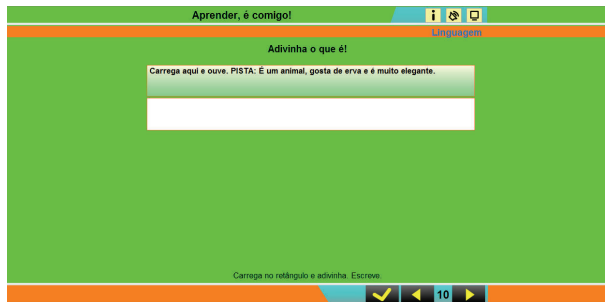 Aprender, é comigo!
Linguagem
Adivinha o que é!
Carrega aqui e ouve. PISTA: É um animal, gosta de erva e é muito elegante.
Carrega no retângulo e adivinha. Escreve.
10